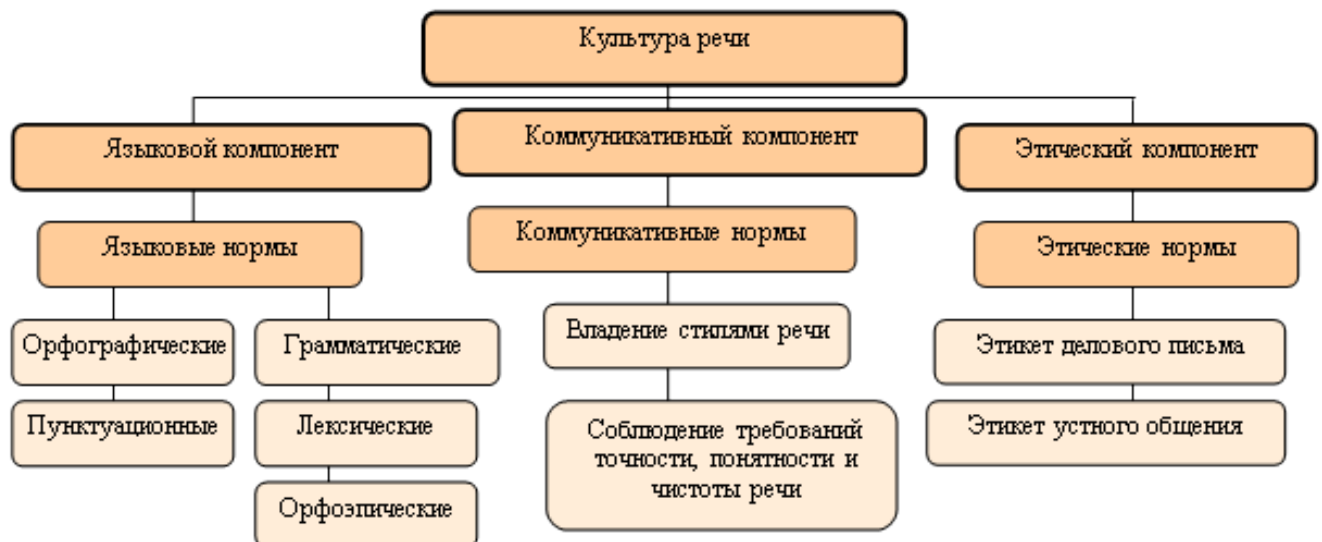 Культура речи
Языковой компонент
Коммуникативный компонент
Этический компонент
Языковые нормы
Коммуникативные нормы
Этические нормы
Орфографические
Пунктуационные
Грамматические
Лексические
Орфоэпические
Владение стилями речи
Соблюдение требований
точности, понятности и
чистоты речи
Этикет делового письма
Этикет устного общения